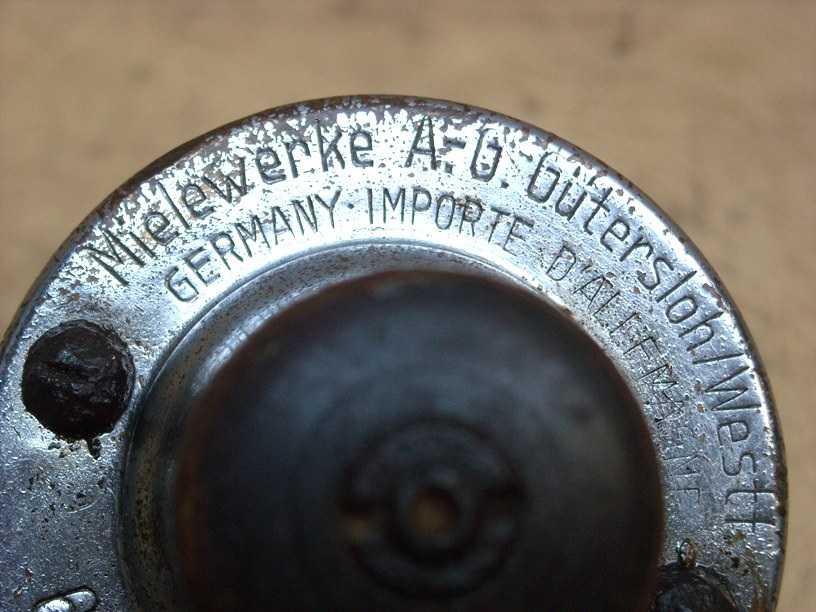 Mielewerke A.-G. Gütersloh/Westf.
GERMANY · IMPORTE D'ALLEMAGNE